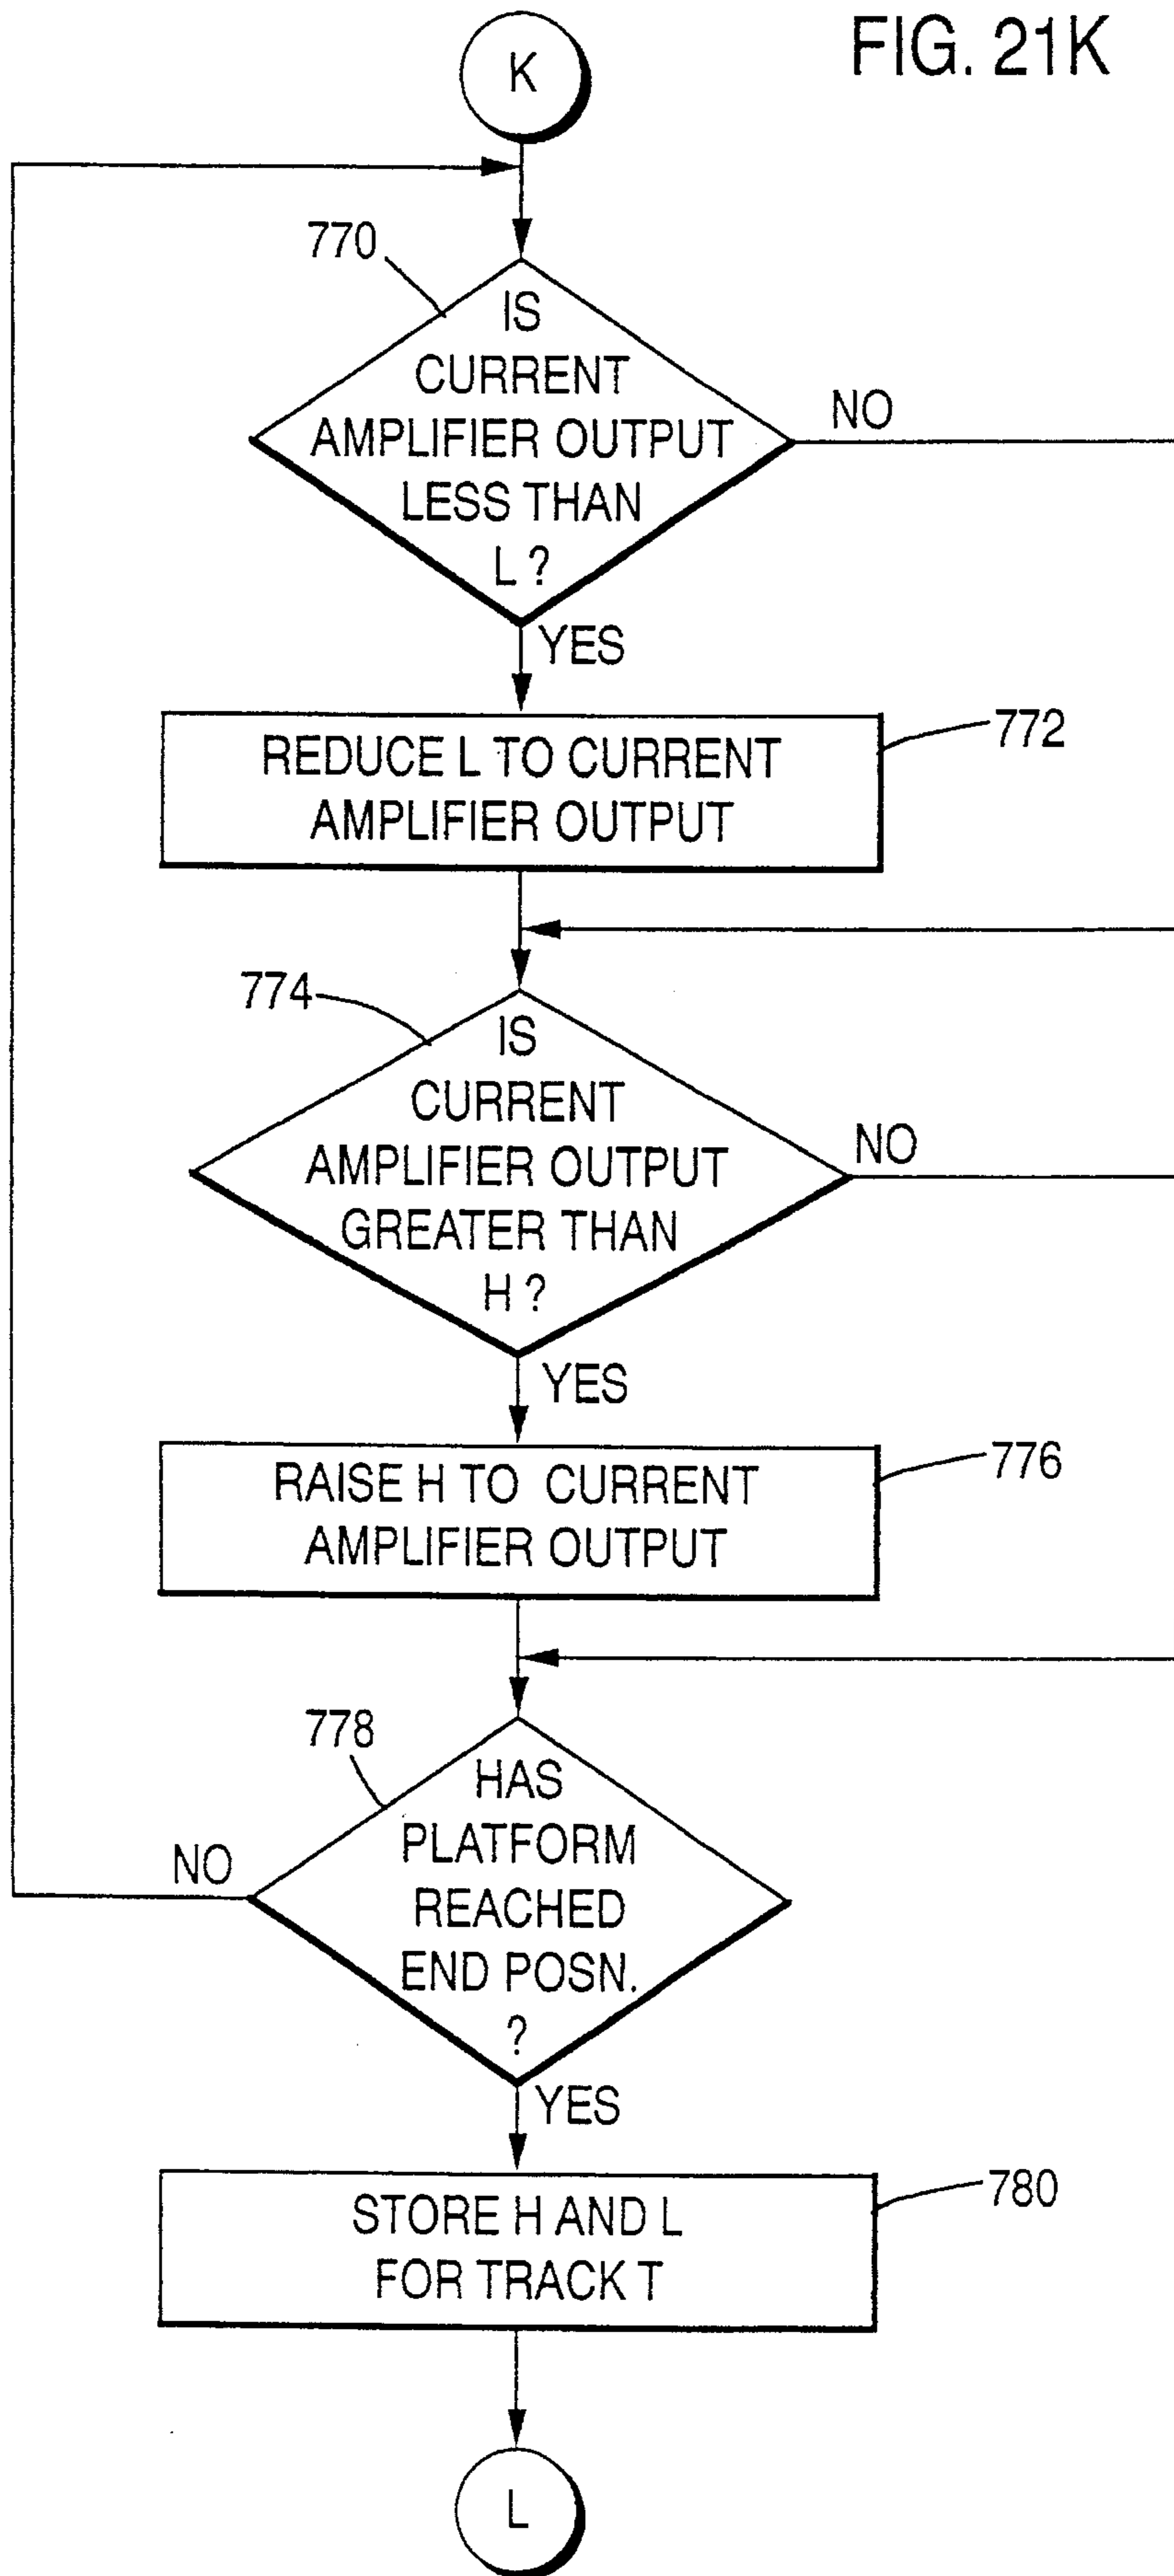 FIG. 21K
K
770
IS
CURRENT
AMPLIFIER OUTPUT
LESS THAN
L ?
NO
YES
REDUCE L TO CURRENT
AMPLIFIER OUTPUT
772
774
IS
CURRENT
AMPLIFIER OUTPUT
GREATER THAN
H ?
NO
YES
RAISE H TO CURRENT
AMPLIFIER OUTPUT
776
778
HAS
PLATFORM
REACHED
END POSN.
?
NO
YES
STORE H AND L
FOR TRACK T
780
L